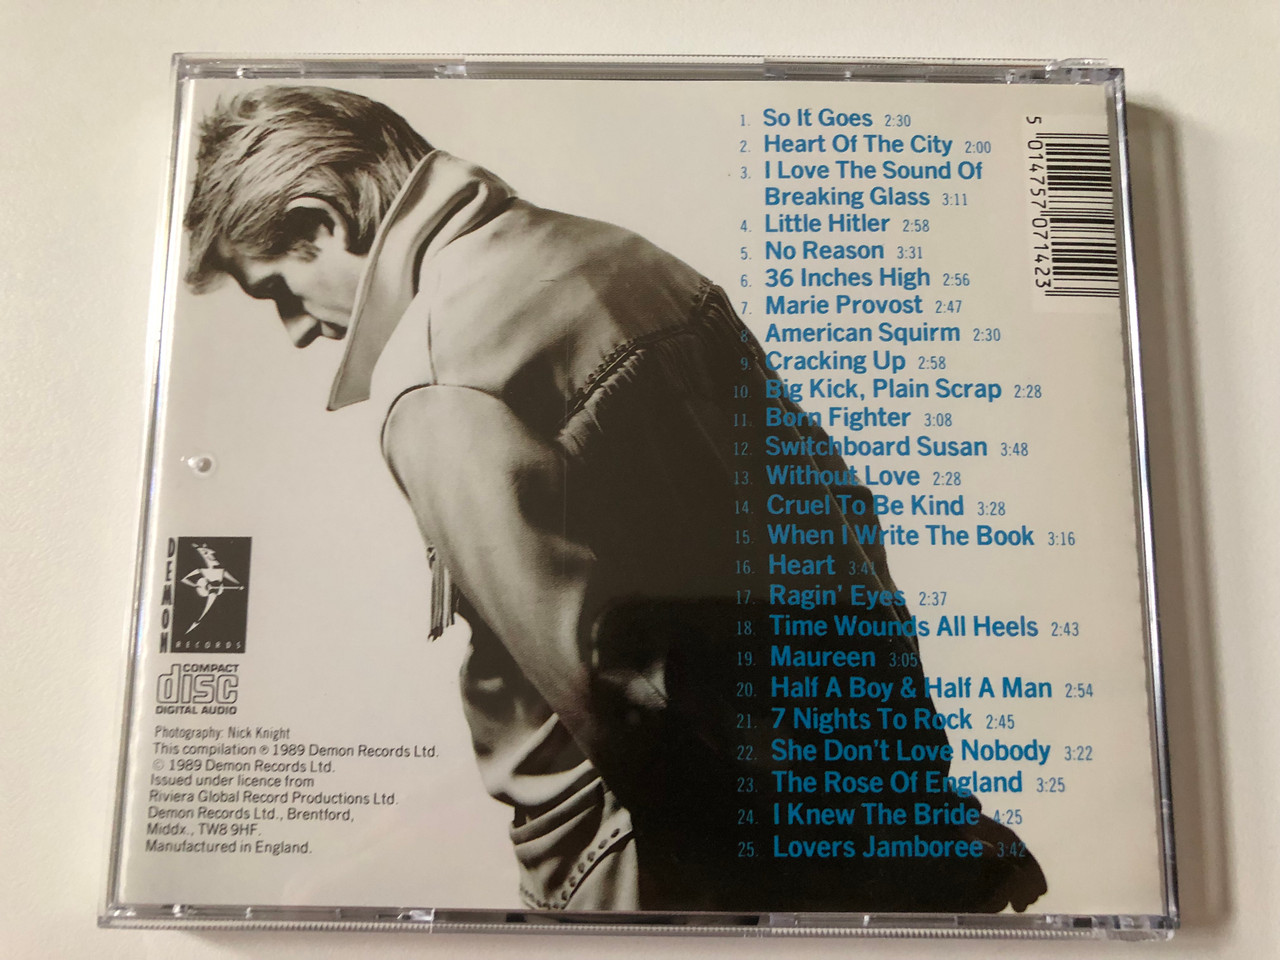 1. So It Goes 2:30
2. Heart Of The City 2:00
3. I Love The Sound Of
Breaking Glass 3:11
4. Little Hitler 2:58
5. No Reason 3:31
6. 36 Inches High 2:56
7. Marie Provost 2:47
8. American Squirm 2:30
9. Cracking Up 2:58
10. Big Kick, Plain Scrap 2:28
11. Born Fighter 3:08
12. Switchboard Susan 3:48
13. Without Love 2:28
14. Cruel To Be Kind 3:28
15. When I Write The Book 3:16
16. Heart 3:41
17. Ragin' Eyes 2:37
18. Time Wounds All Heels 2:43
19. Maureen 3:05
20. Half A Boy & Half A Man 2:54
21. 7 Nights To Rock 2:45
22. She Don't Love Nobody 3:22
23. The Rose Of England 3:25
24. I Knew The Bride 4:25
25. Lovers Jamboree 3:42
5 014757 071423
DEMON
RECORDS
COMPACT
disc
DIGITAL AUDIO
Photography: Nick Knight
This compilation ℗ 1989 Demon Records Ltd.
© 1989 Demon Records Ltd.
Issued under licence from
Riviera Global Record Productions Ltd.
Demon Records Ltd., Brentford,
Middx., TW8 9HF.
Manufactured in England.